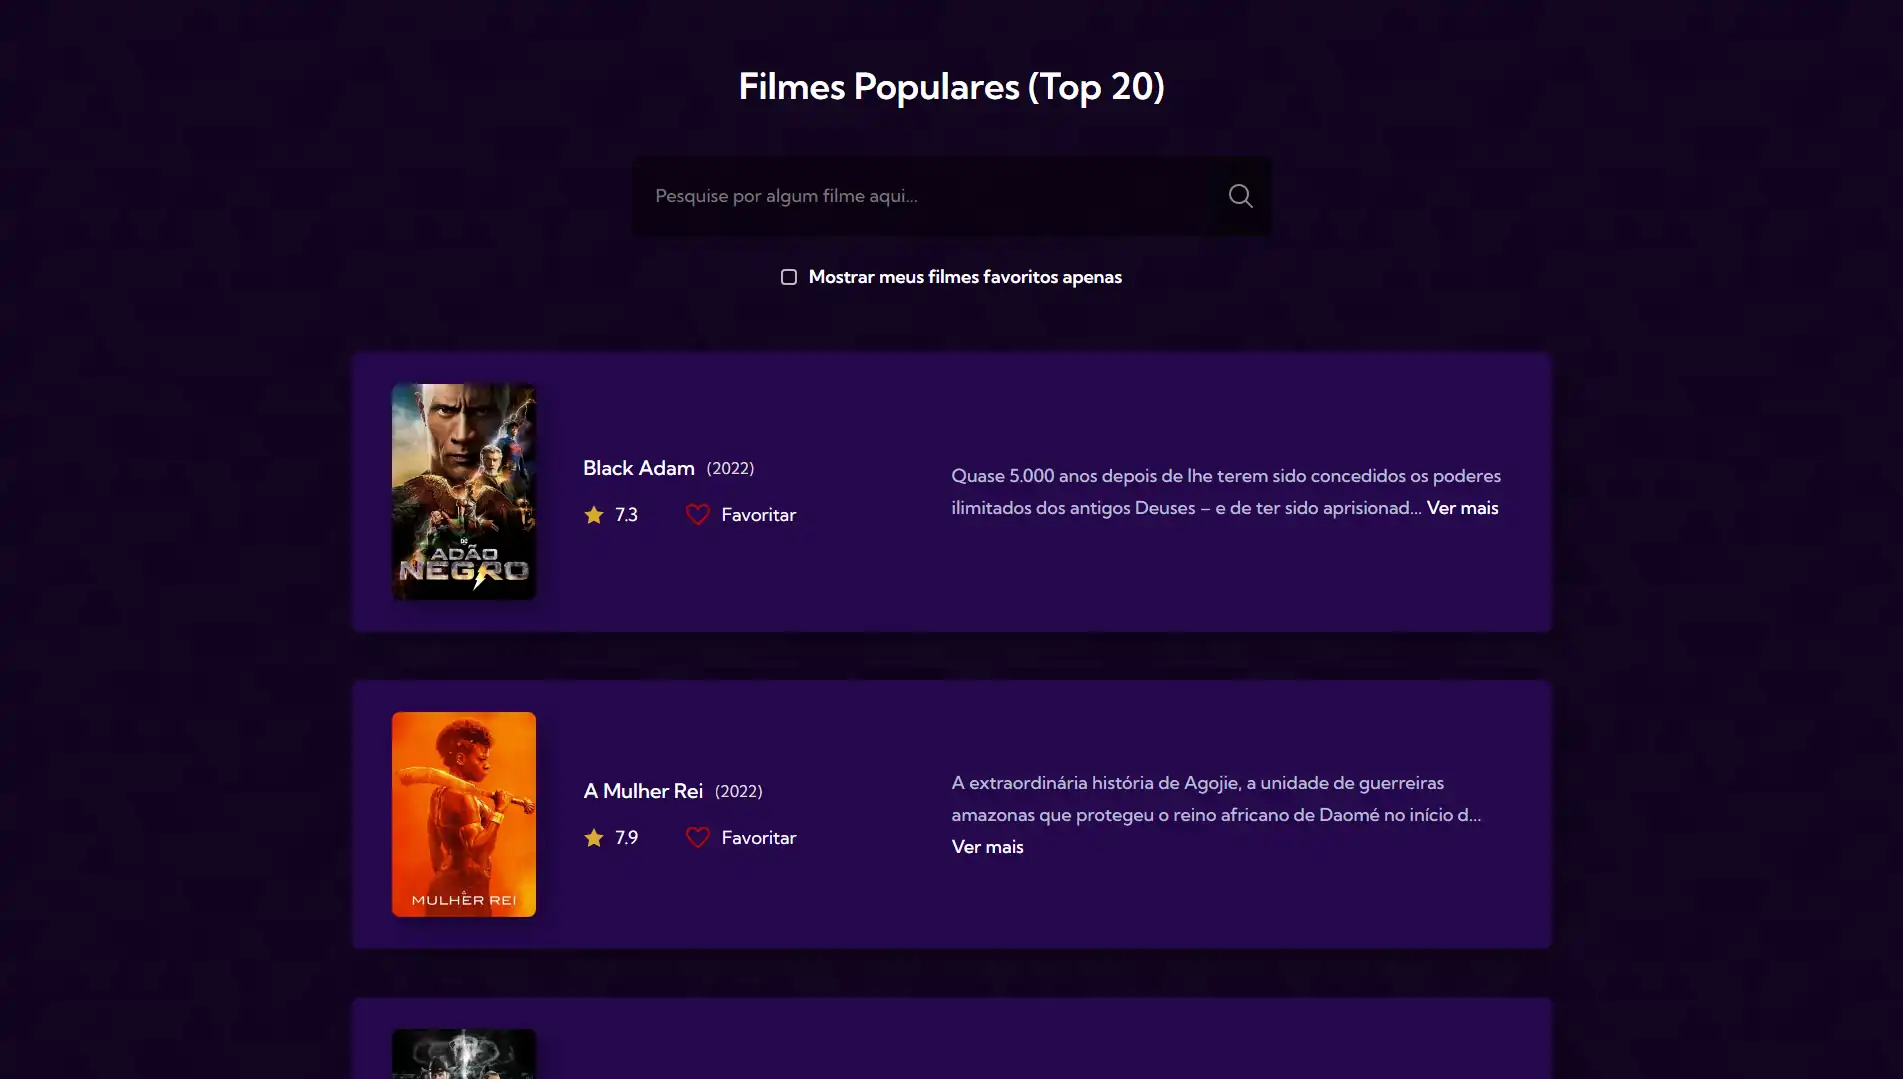 Filmes Populares (Top 20)
Pesquise por algum filme aqui...
Mostrar meus filmes favoritos apenas
DC
ADÃO
NEGRO
Black Adam (2022)
7.3 Favoritar
Quase 5.000 anos depois de lhe terem sido concedidos os poderes
ilimitados dos antigos Deuses – e de ter sido aprisionad... Ver mais
A
MULHER REI
A Mulher Rei (2022)
7.9 Favoritar
A extraordinária história de Agojie, a unidade de guerreiras
amazonas que protegeu o reino africano de Daomé no início d...
Ver mais